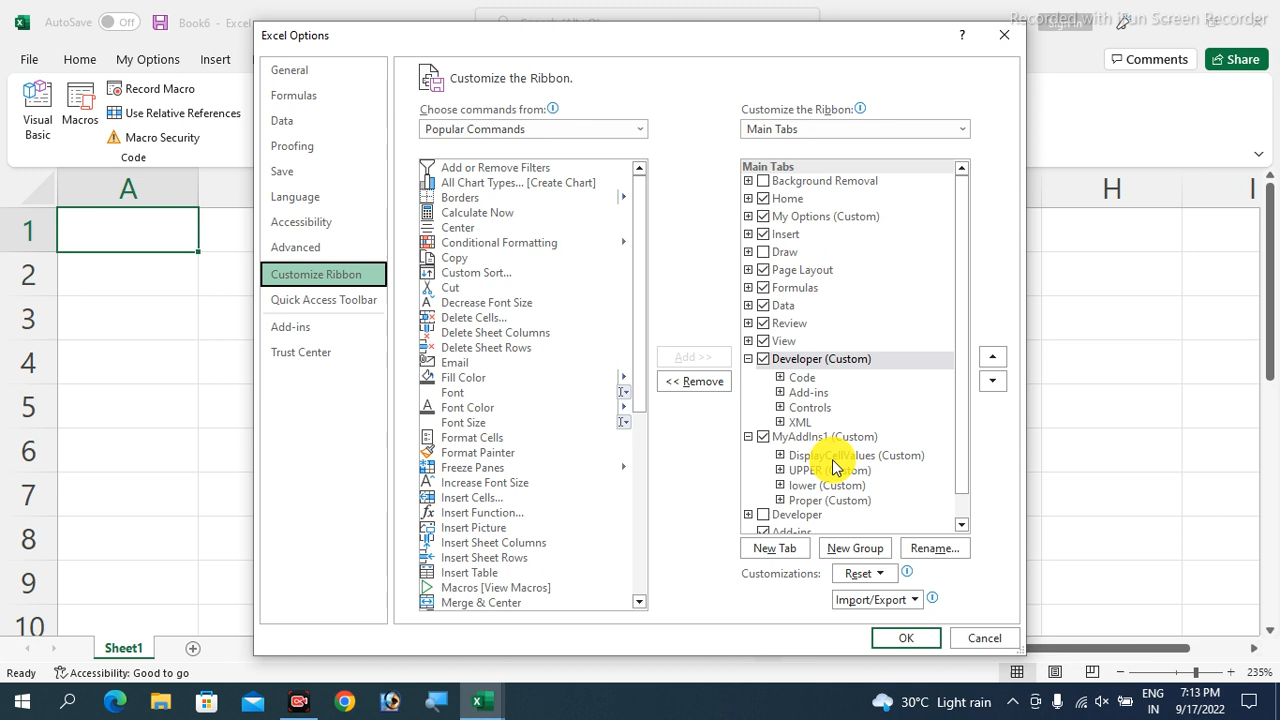 AutoSave Off Book6 - Excel
Recorded with iFun Screen Recorder
File Home My Options Insert
Comments Share
Visual Basic
Macros
Record Macro
Use Relative References
Macro Security
Code
A H I
1
2
3
4
5
6
7
8
9
10
Excel Options
?
General
Formulas
Data
Proofing
Save
Language
Accessibility
Advanced
Customize Ribbon
Quick Access Toolbar
Add-ins
Trust Center
Customize the Ribbon.
Choose commands from:
Popular Commands
Add or Remove Filters
All Chart Types... [Create Chart]
Borders
Calculate Now
Center
Conditional Formatting
Copy
Custom Sort...
Cut
Decrease Font Size
Delete Cells...
Delete Sheet Columns
Delete Sheet Rows
Email
Fill Color
Font
Font Color
Font Size
Format Cells
Format Painter
Freeze Panes
Increase Font Size
Insert Cells...
Insert Function...
Insert Picture
Insert Sheet Columns
Insert Sheet Rows
Insert Table
Macros [View Macros]
Merge & Center
Add >>
<< Remove
Customize the Ribbon:
Main Tabs
Main Tabs
Background Removal
Home
My Options (Custom)
Insert
Draw
Page Layout
Formulas
Data
Review
View
Developer (Custom)
Code
Add-ins
Controls
XML
MyAddIns1 (Custom)
DisplayCellValues (Custom)
UPPER (Custom)
lower (Custom)
Proper (Custom)
Developer
Add-ins
New Tab New Group Rename...
Customizations: Reset
Import/Export
OK Cancel
Sheet1
Ready Accessibility: Good to go 235%
30°C Light rain
ENG
IN
7:13 PM
9/17/2022